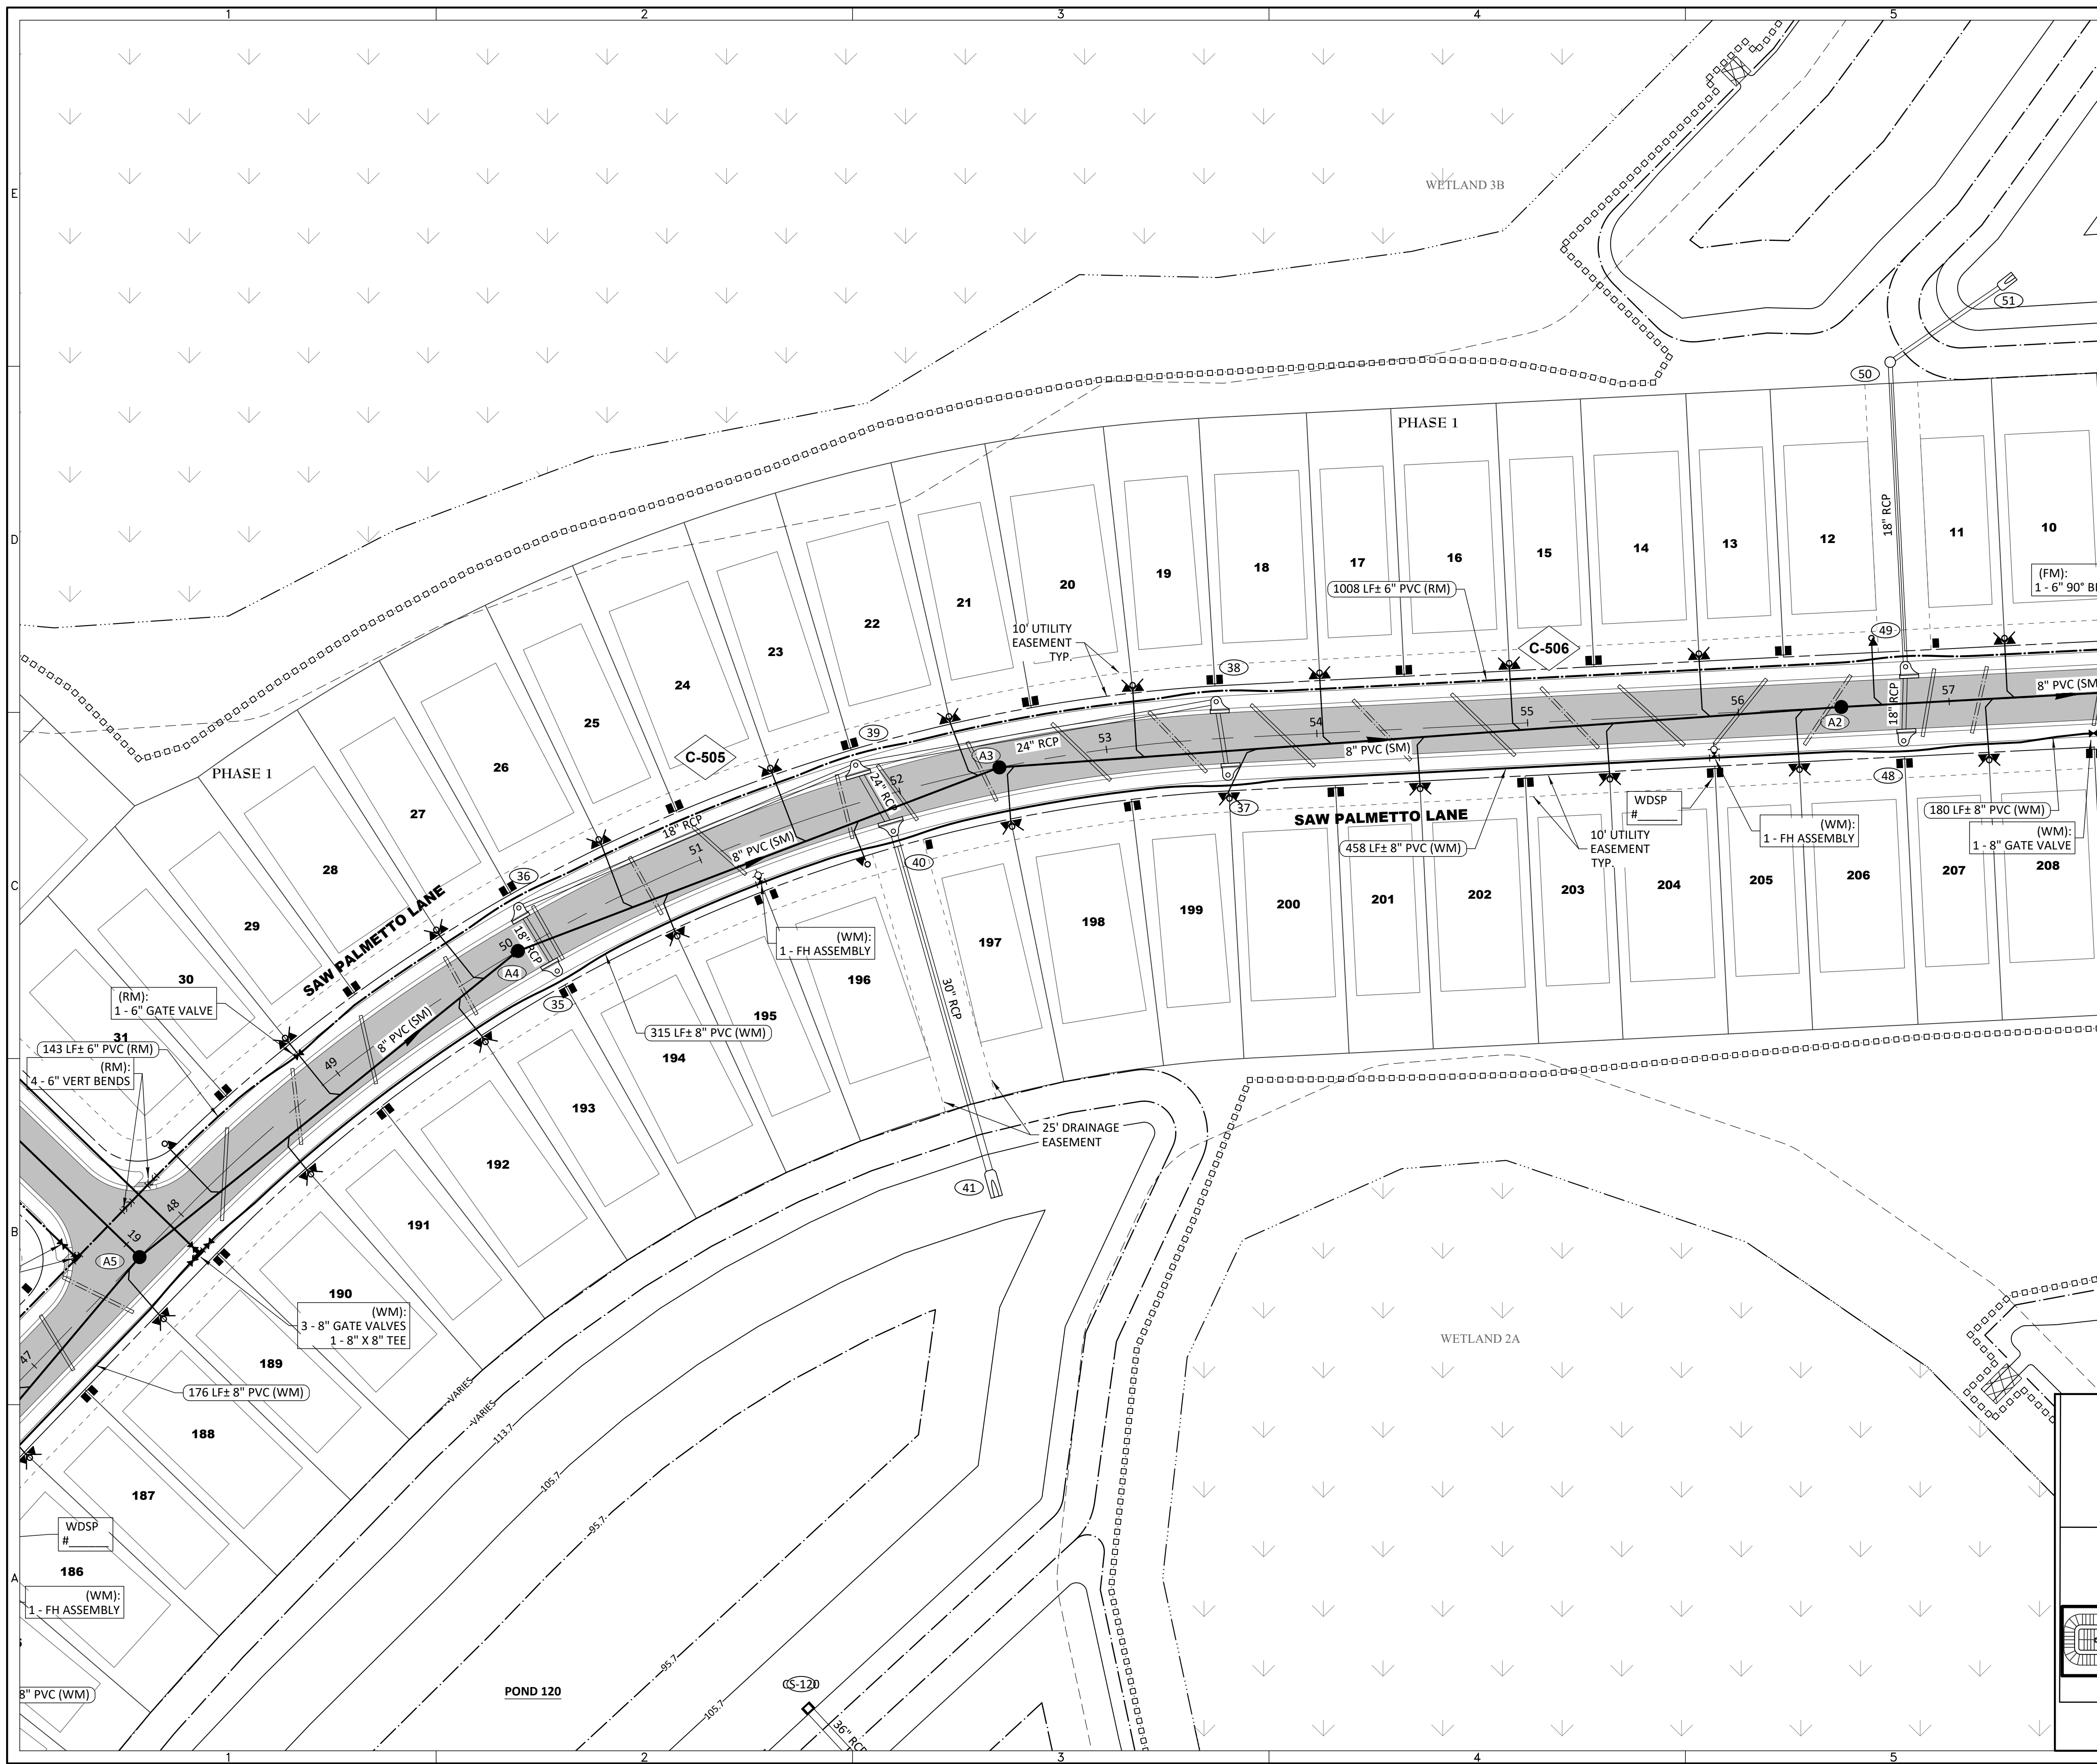 1
2
3
4
5
E
WETLAND 3B
51
50
PHASE 1
D
18" RCP
10
11
12
13
14
15
16
17
18
19
20
21
22
23
24
25
26
27
28
29
30
31
(FM):
1 - 6" 90° B
1008 LF± 6" PVC (RM)
10' UTILITY
EASEMENT
TYP.
C-506
49
38
39
C-505
A3
24" RCP
52
53
54
55
56
57
8" PVC (SM)
8" PVC (SM
A2
18" RCP
48
37
SAW PALMETTO LANE
WDSP
#______
(WM):
1 - FH ASSEMBLY
180 LF± 8" PVC (WM)
(WM):
1 - 8" GATE VALVE
10' UTILITY
EASEMENT
TYP.
458 LF± 8" PVC (WM)
PHASE 1
24" RCP
18" RCP
51
8" PVC (SM)
40
36
C
SAW PALMETTO LANE
50
18" RCP
A4
35
(WM):
1 - FH ASSEMBLY
30" RCP
195
196
197
198
199
200
201
202
203
204
205
206
207
208
(RM):
1 - 6" GATE VALVE
143 LF± 6" PVC (RM)
(RM):
4 - 6" VERT BENDS
49
8" PVC (SM)
315 LF± 8" PVC (WM)
194
193
192
191
190
189
188
187
186
25' DRAINAGE
EASEMENT
41
B
48
19
A5
47
(WM):
3 - 8" GATE VALVES
1 - 8" X 8" TEE
176 LF± 8" PVC (WM)
WETLAND 2A
VARIES
VARIES
113.7
105.7
95.7
95.7
105.7
WDSP
#______
A
(WM):
1 - FH ASSEMBLY
8" PVC (WM)
POND 120
CS-120
36" RCP
1
2
3
4
5